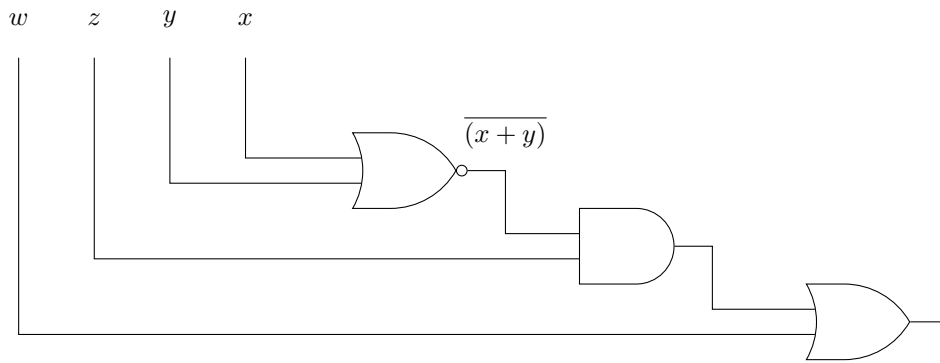 w z y x
\overline{(x + y)}